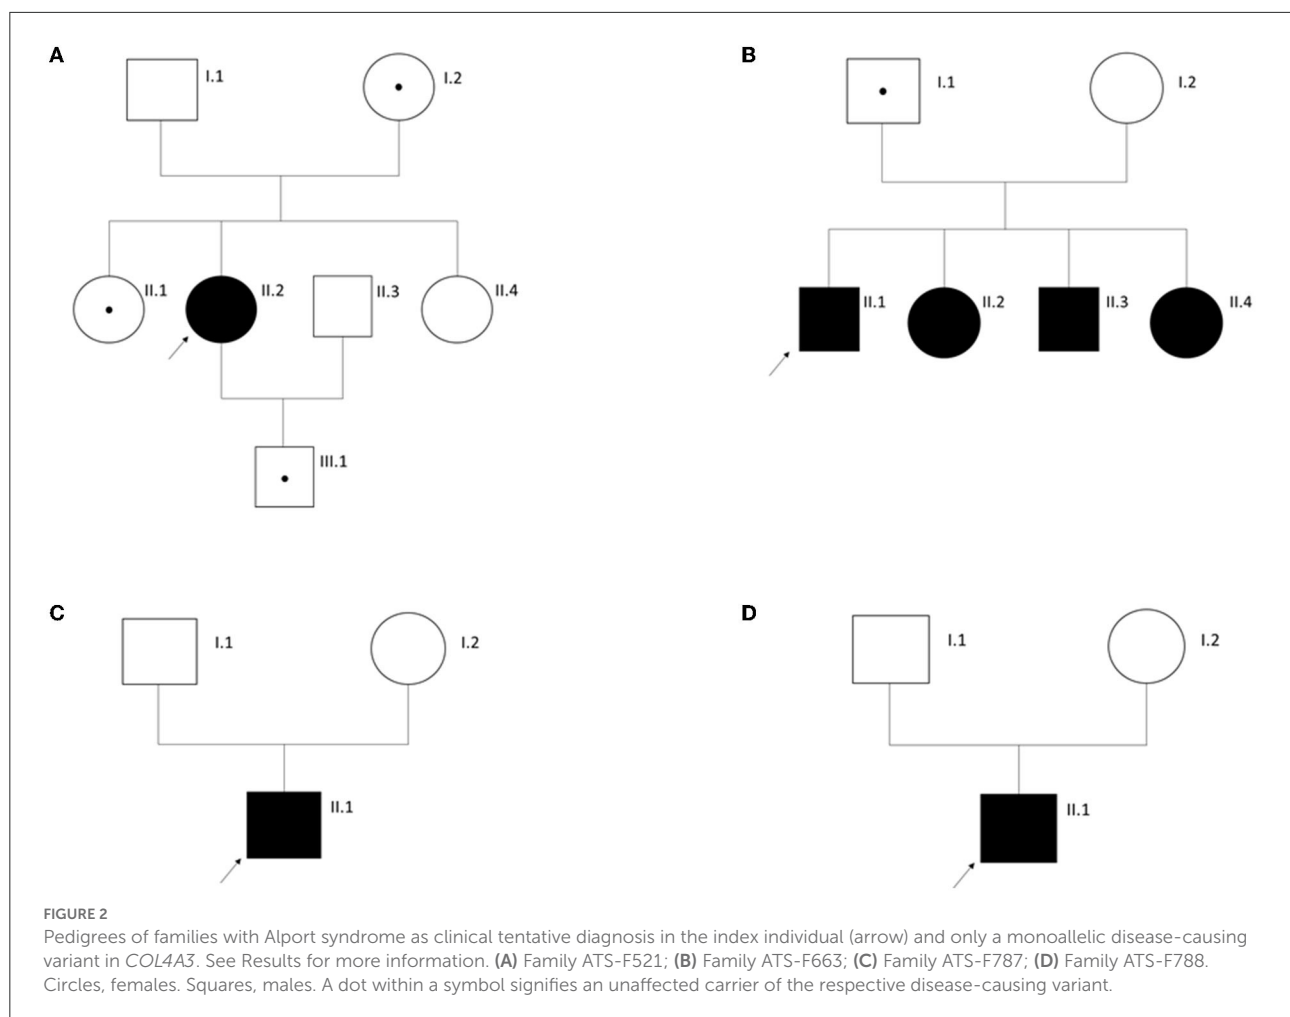 A
I.1
I.2
II.1
II.2
II.3
II.4
III.1
B
I.1
I.2
II.1
II.2
II.3
II.4
C
I.1
I.2
II.1
D
I.1
I.2
II.1
FIGURE 2
Pedigrees of families with Alport syndrome as clinical tentative diagnosis in the index individual (arrow) and only a monoallelic disease-causing
variant in COL4A3. See Results for more information. (A) Family ATS-F521; (B) Family ATS-F663; (C) Family ATS-F787; (D) Family ATS-F788.
Circles, females. Squares, males. A dot within a symbol signifies an unaffected carrier of the respective disease-causing variant.